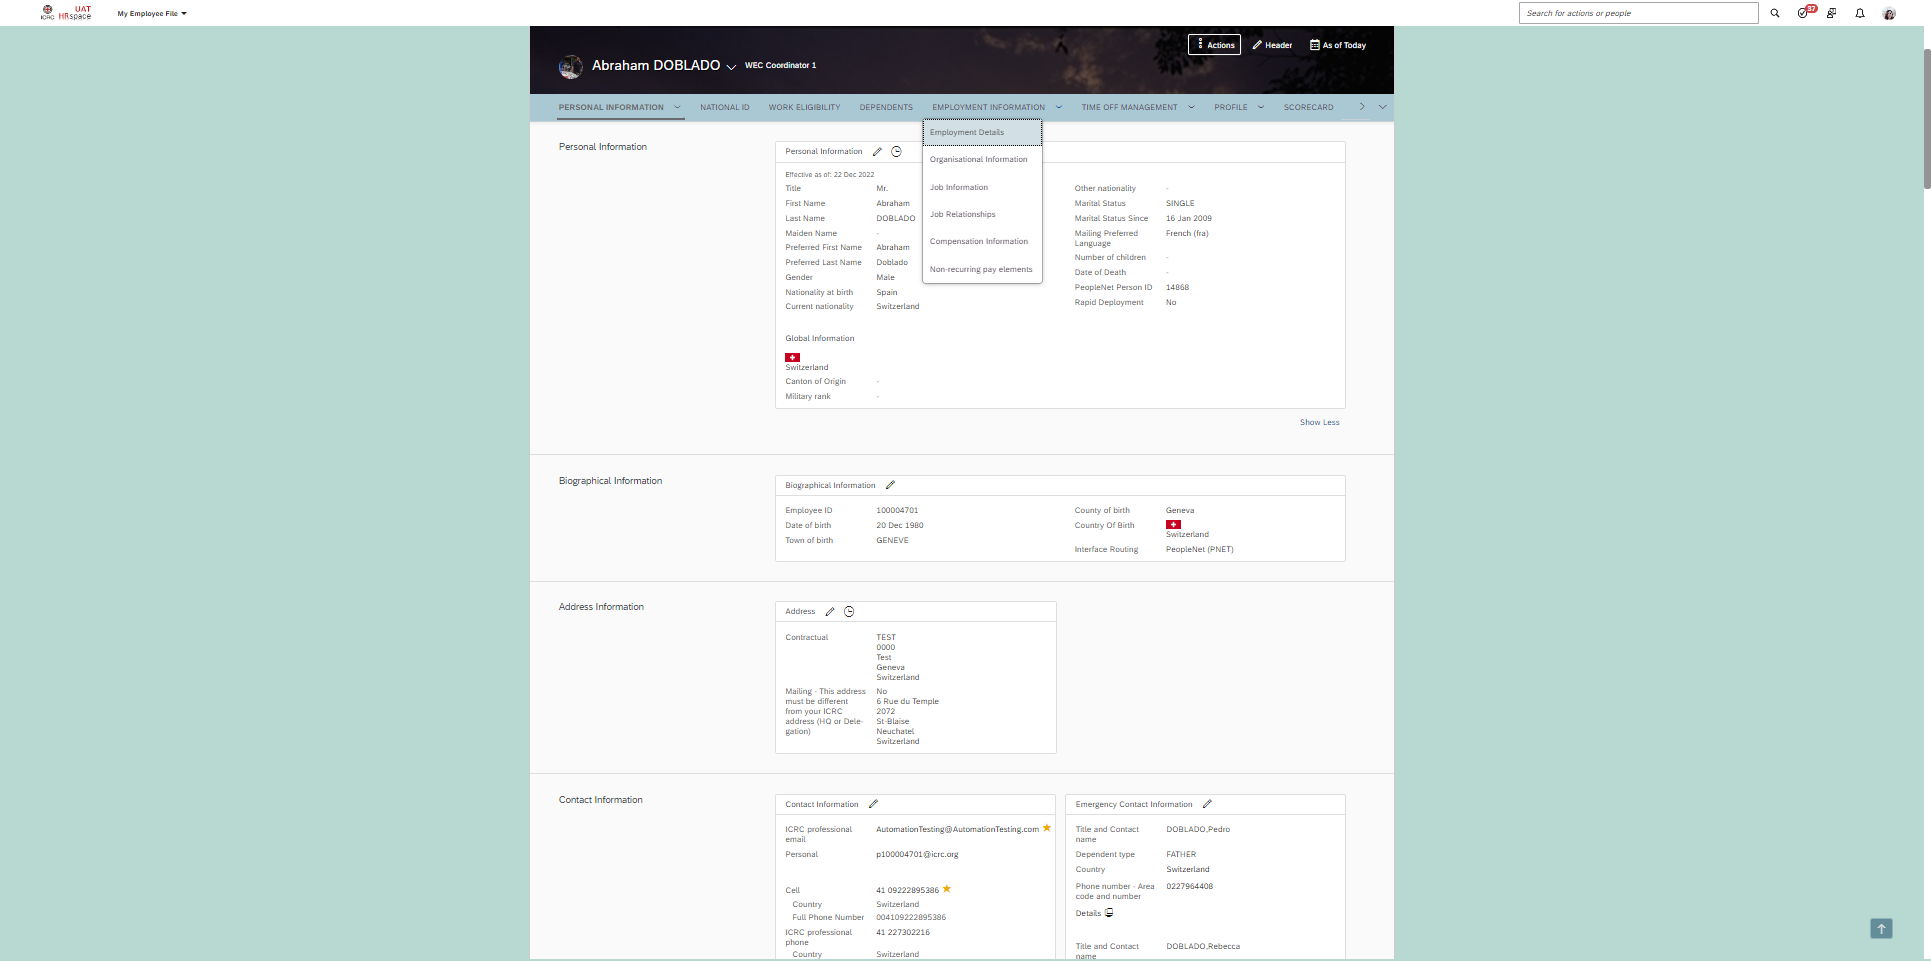 ICRC
UAT
HRspace
My Employee File
Search for actions or people
37
Abraham DOBLADO
WEC Coordinator 1
Actions
Header
As of Today
PERSONAL INFORMATION
NATIONAL ID
WORK ELIGIBILITY
DEPENDENTS
EMPLOYMENT INFORMATION
TIME OFF MANAGEMENT
PROFILE
SCORECARD
Employment Details
Organisational Information
Job Information
Job Relationships
Compensation Information
Non-recurring pay elements
Personal Information
Personal Information
Effective as of: 22 Dec 2022
Title Mr.
First Name Abraham
Last Name DOBLADO
Maiden Name -
Preferred First Name Abraham
Preferred Last Name Doblado
Gender Male
Nationality at birth Spain
Current nationality Switzerland
Other nationality -
Marital Status SINGLE
Marital Status Since 16 Jan 2009
Mailing Preferred French (fra)
Language
Number of children -
Date of Death -
PeopleNet Person ID 14868
Rapid Deployment No
Global Information
Switzerland
Canton of Origin -
Military rank -
Show Less
Biographical Information
Biographical Information
Employee ID 100004701
Date of birth 20 Dec 1980
Town of birth GENEVE
County of birth Geneva
Country Of Birth
Switzerland
Interface Routing PeopleNet (PNET)
Address Information
Address
Contractual TEST
0000
Test
Geneva
Switzerland
Mailing - This address No
must be different 6 Rue du Temple
from your ICRC 2072
address (HQ or Dele- St-Blaise
gation) Neuchatel
Switzerland
Contact Information
Contact Information
ICRC professional AutomationTesting@AutomationTesting.com
email
Personal p100004701@icrc.org
Cell 41 09222895386
Country Switzerland
Full Phone Number 004109222895386
ICRC professional 41 227302216
phone
Country Switzerland
Emergency Contact Information
Title and Contact DOBLADO,Pedro
name
Dependent type FATHER
Country Switzerland
Phone number - Area 0227964408
code and number
Details
Title and Contact DOBLADO,Rebecca
name